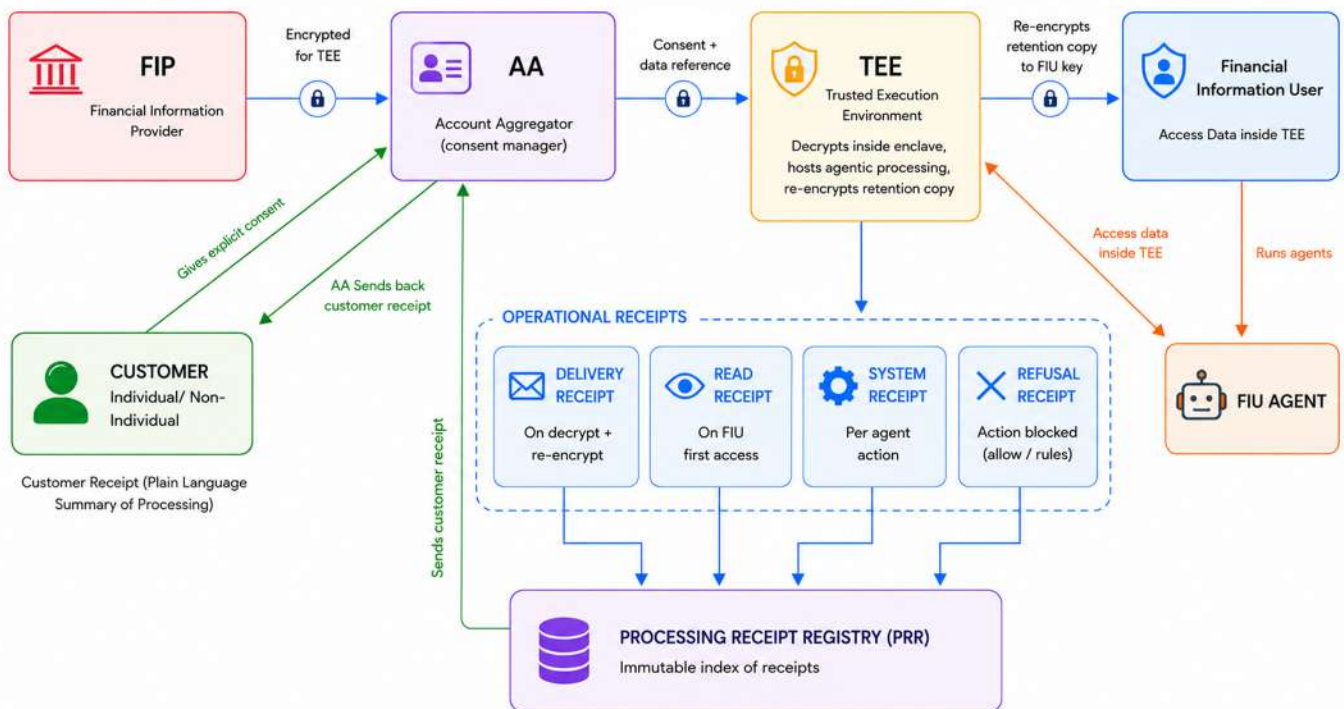 FIP
Financial Information
Provider
Encrypted
for TEE
AA
Account Aggregator
(consent manager)
Consent +
data reference
TEE
Trusted Execution
Environment
Decrypts inside enclave,
hosts agentic processing,
re-encrypts retention copy
Re-encrypts
retention copy
to FIU key
Financial
Information User
Access Data inside TEE
Gives explicit consent
AA Sends back
customer receipt
Access data
inside TEE
Runs agents
CUSTOMER
Individual/ Non-
Individual
Customer Receipt (Plain Language
Summary of Processing)
Sends customer receipt
OPERATIONAL RECEIPTS
DELIVERY
RECEIPT
On decrypt +
re-encrypt
READ
RECEIPT
On FIU
first access
SYSTEM
RECEIPT
Per agent
action
REFUSAL
RECEIPT
Action blocked
(allow / rules)
FIU AGENT
PROCESSING RECEIPT REGISTRY (PRR)
Immutable index of receipts